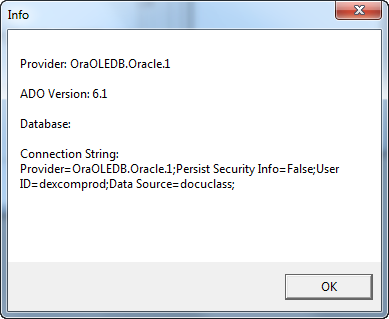 Info
Provider: OraOLEDB.Oracle.1
ADO Version: 6.1
Database:
Connection String:
Provider=OraOLEDB.Oracle.1;Persist Security Info=False;User
ID=dexcomprod;Data Source=docuclass;
OK